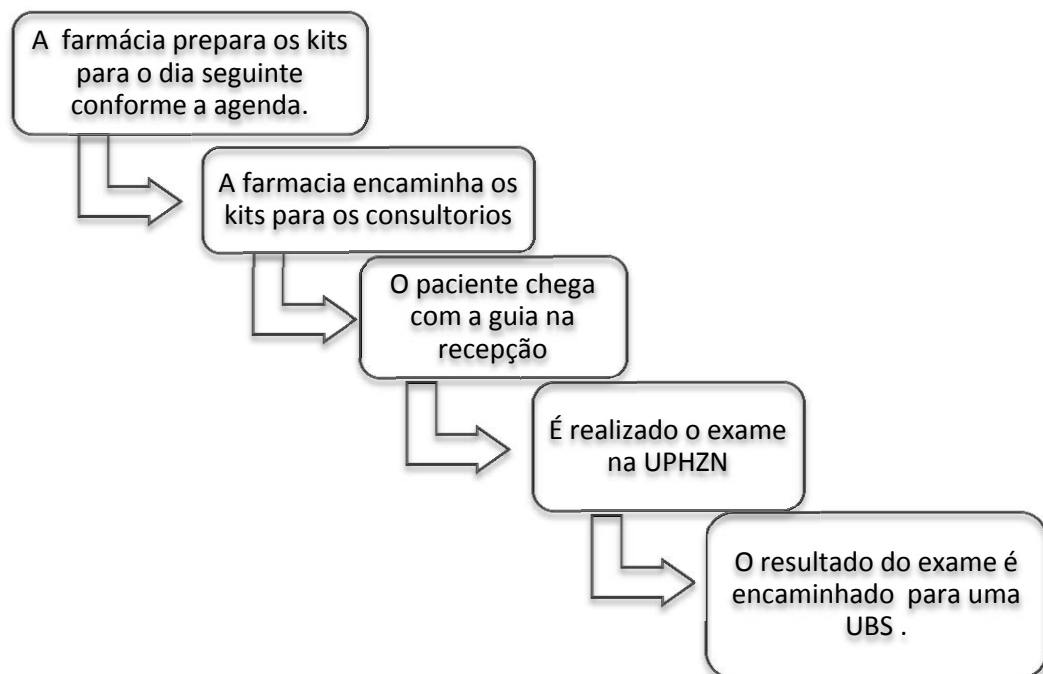 A farmácia prepara os kits
para o dia seguinte
conforme a agenda.
A farmacia encaminha os
kits para os consultorios
O paciente chega
com a guia na
recepção
É realizado o exame
na UPHZN
O resultado do exame é
encaminhado para uma
UBS .